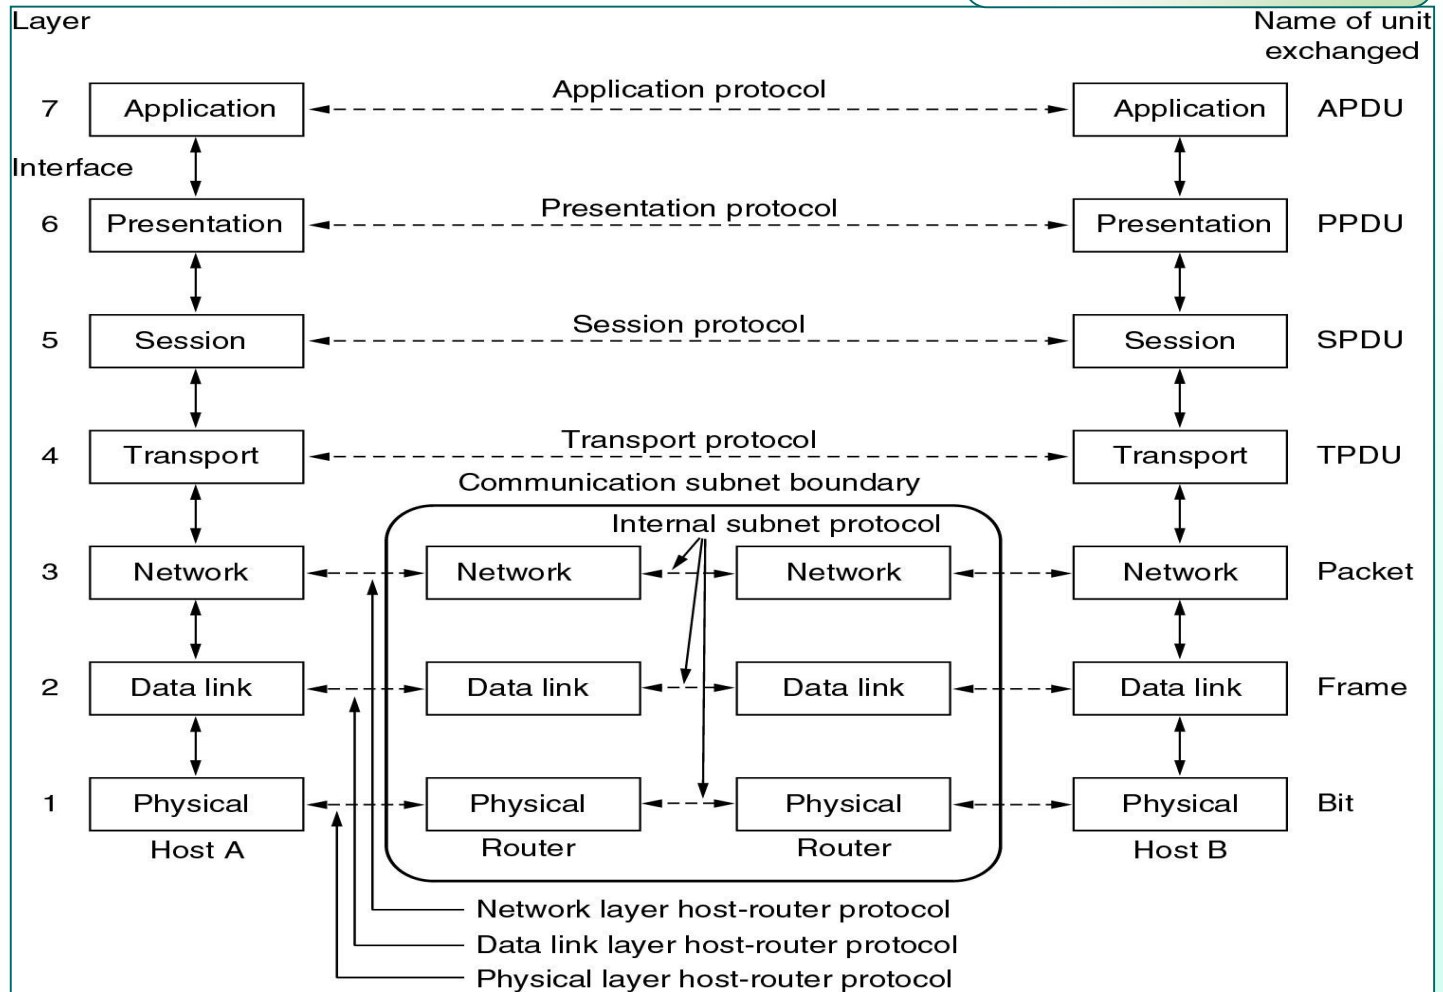 Layer
Name of unit
exchanged
7 Application Application protocol Application APDU
Interface
6 Presentation Presentation protocol Presentation PPDU
5 Session Session protocol Session SPDU
4 Transport Transport protocol Transport TPDU
Communication subnet boundary
Internal subnet protocol
3 Network Network Network Network Packet
2 Data link Data link Data link Data link Frame
1 Physical Physical Physical Physical Bit
Host A Router Router Host B
Network layer host-router protocol
Data link layer host-router protocol
Physical layer host-router protocol